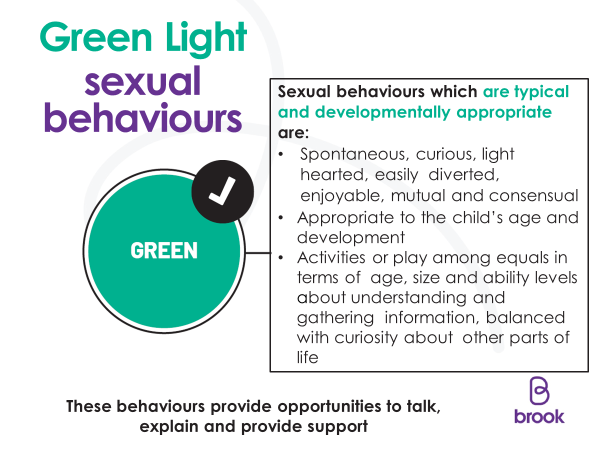 Green Light
sexual
behaviours
Sexual behaviours which are typical
and developmentally appropriate
are:
• Spontaneous, curious, light
hearted, easily diverted,
enjoyable, mutual and consensual
• Appropriate to the child's age and
development
• Activities or play among equals in
terms of age, size and ability levels
about understanding and
gathering information, balanced
with curiosity about other parts of
life
GREEN
These behaviours provide opportunities to talk,
explain and provide support
brook